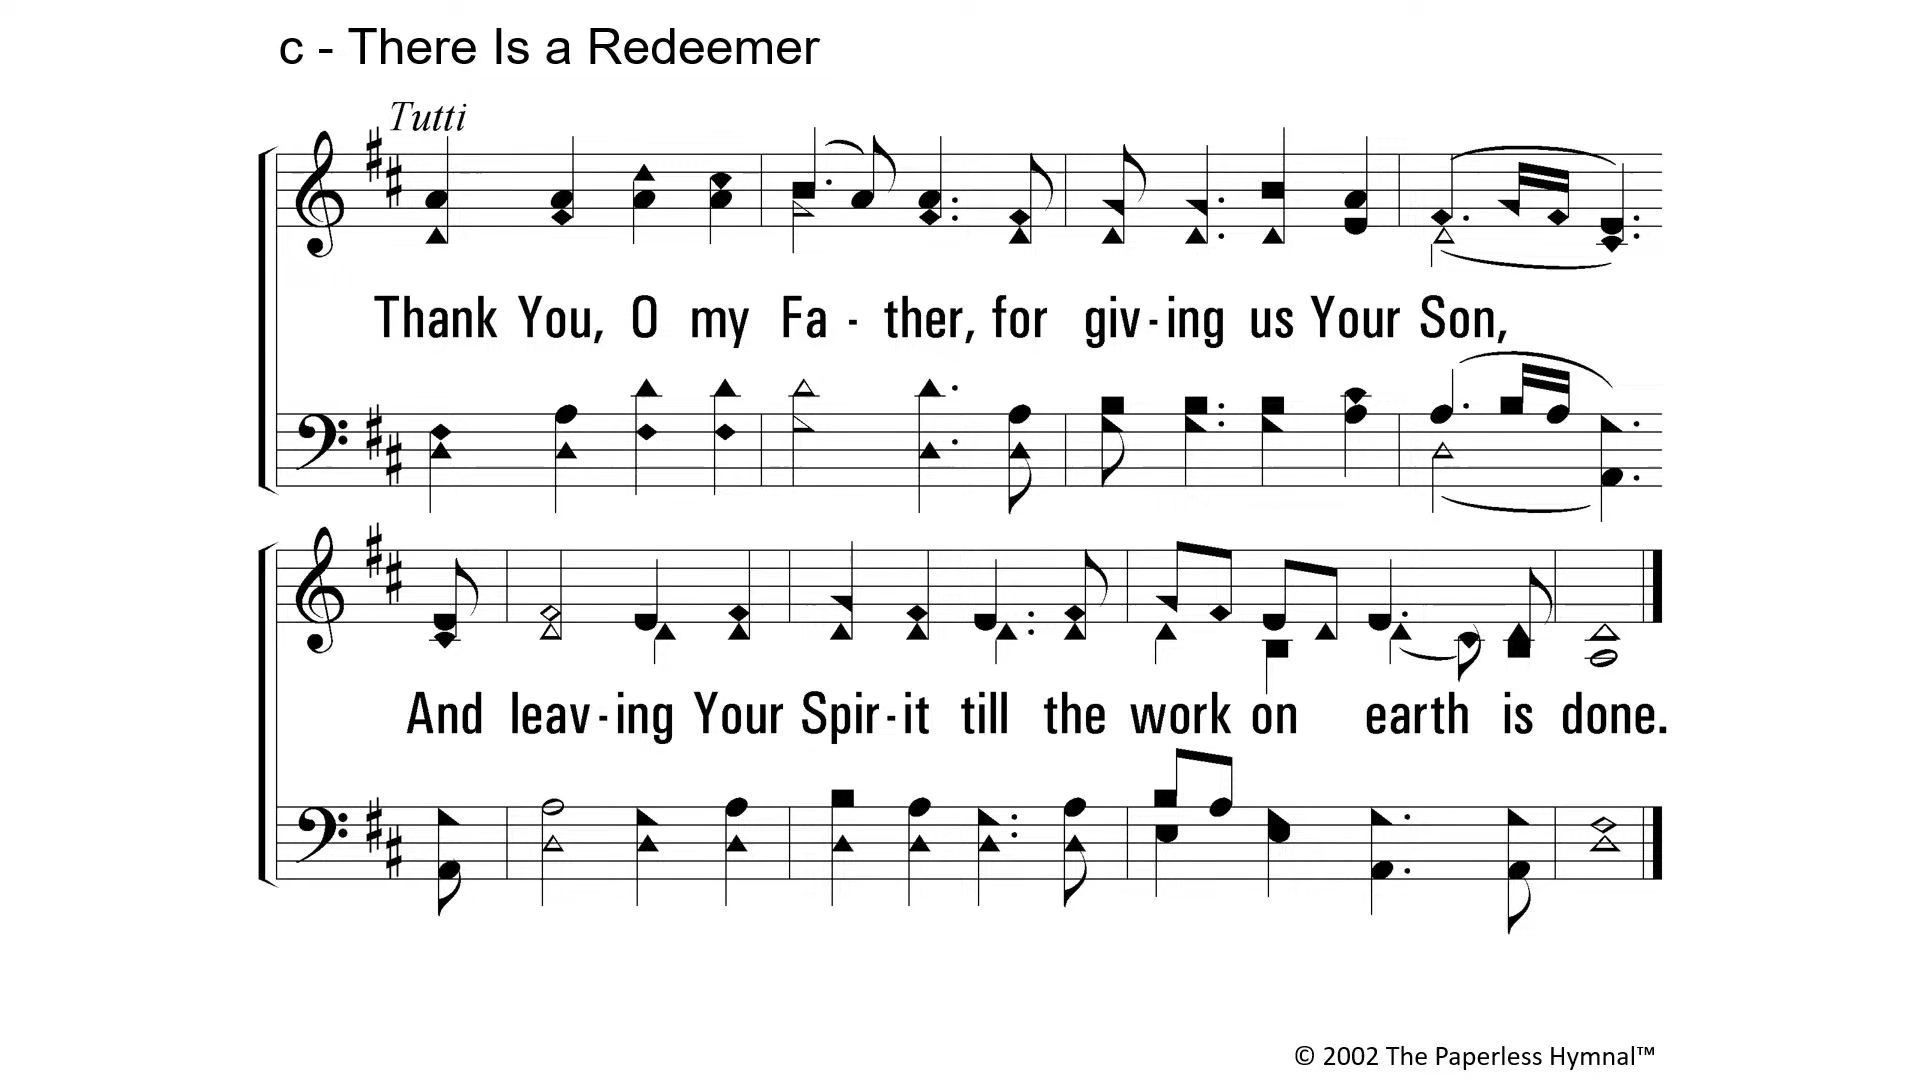 c - There Is a Redeemer
Tutti
Thank You, O my Fa - ther, for giv - ing us Your Son,
And leav - ing Your Spir - it till the work on earth is done.
© 2002 The Paperless Hymnal™